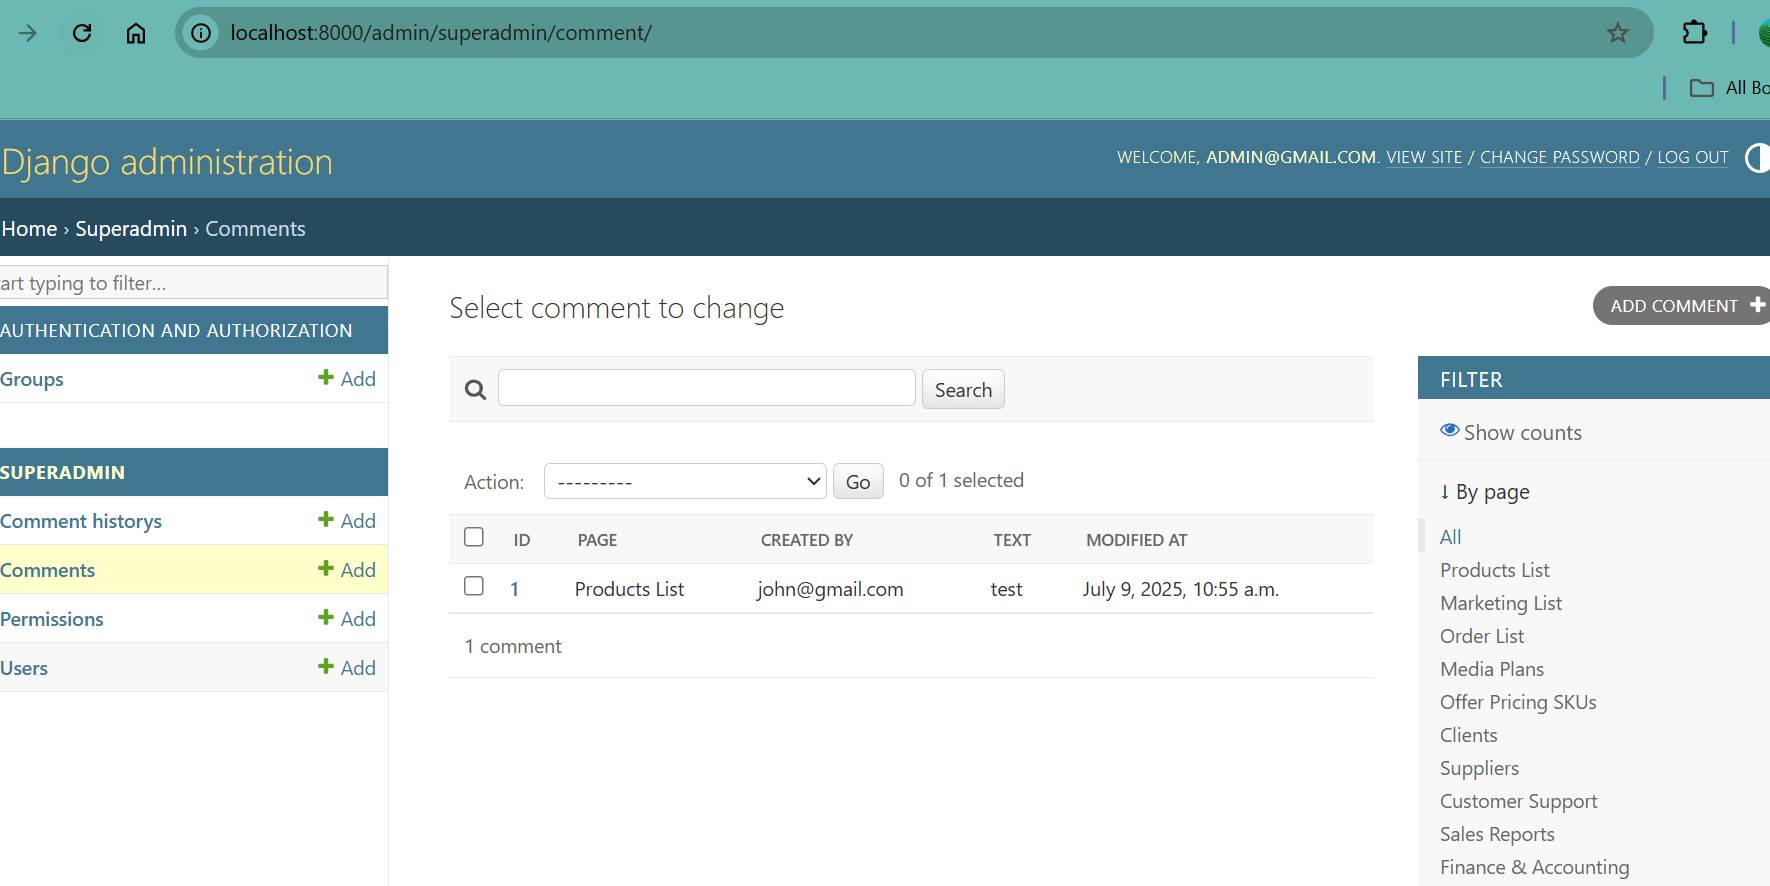 localhost:8000/admin/superadmin/comment/
All Bo
Django administration
WELCOME, ADMIN@GMAIL.COM. VIEW SITE / CHANGE PASSWORD / LOG OUT
Home › Superadmin › Comments
art typing to filter...
AUTHENTICATION AND AUTHORIZATION
Groups + Add
SUPERADMIN
Comment historys + Add
Comments + Add
Permissions + Add
Users + Add
Select comment to change
ADD COMMENT +
Search
Action: --------- Go 0 of 1 selected
ID PAGE CREATED BY TEXT MODIFIED AT
1 Products List john@gmail.com test July 9, 2025, 10:55 a.m.
1 comment
FILTER
Show counts
↓ By page
All
Products List
Marketing List
Order List
Media Plans
Offer Pricing SKUs
Clients
Suppliers
Customer Support
Sales Reports
Finance & Accounting